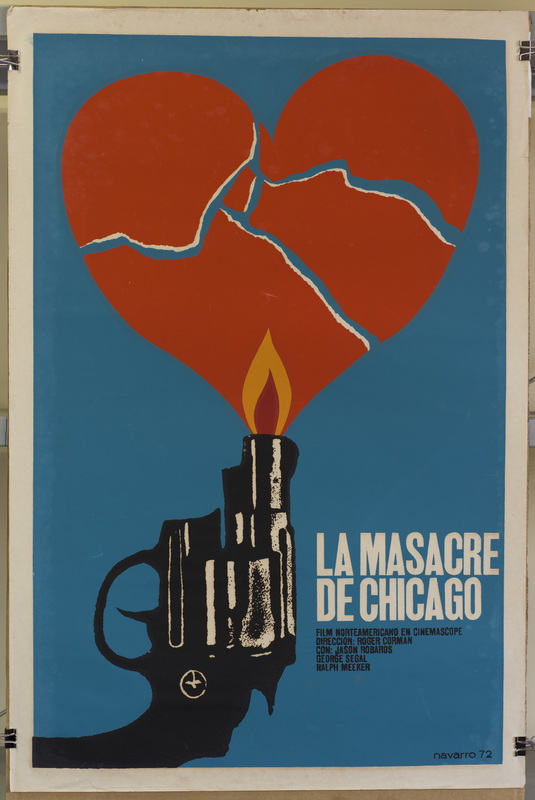 LA MASACRE
DE CHICAGO
FILM NORTEAMERICANO EN CINEMASCOPE
DIRECCION: ROGER CORMAN
CON: JASON ROBARDS
GEORGE SEGAL
RALPH MEEKER
navarro 72